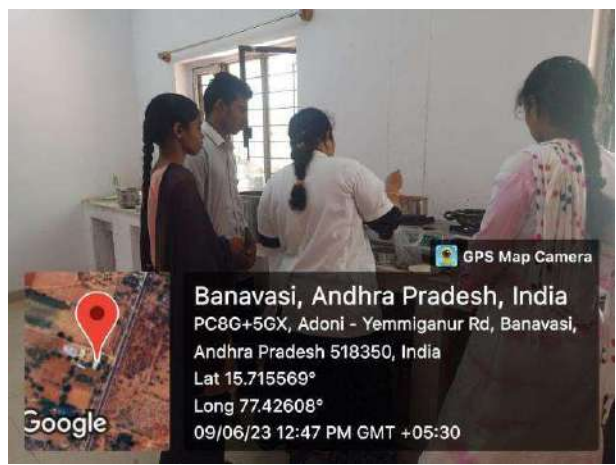 GPS Map Camera
Banavasi, Andhra Pradesh, India
PC8G+5GX, Adoni - Yemmiganur Rd, Banavasi,
Andhra Pradesh 518350, India
Lat 15.715569°
Long 77.42608°
09/06/23 12:47 PM GMT +05:30
Google